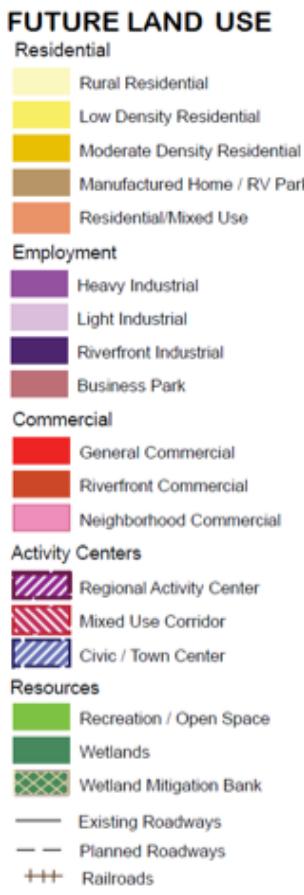 FUTURE LAND USE
Residential
Rural Residential
Low Density Residential
Moderate Density Residential
Manufactured Home / RV Park
Residential/Mixed Use
Employment
Heavy Industrial
Light Industrial
Riverfront Industrial
Business Park
Commercial
General Commercial
Riverfront Commercial
Neighborhood Commercial
Activity Centers
Regional Activity Center
Mixed Use Corridor
Civic / Town Center
Resources
Recreation / Open Space
Wetlands
Wetland Mitigation Bank
Existing Roadways
Planned Roadways
Railroads